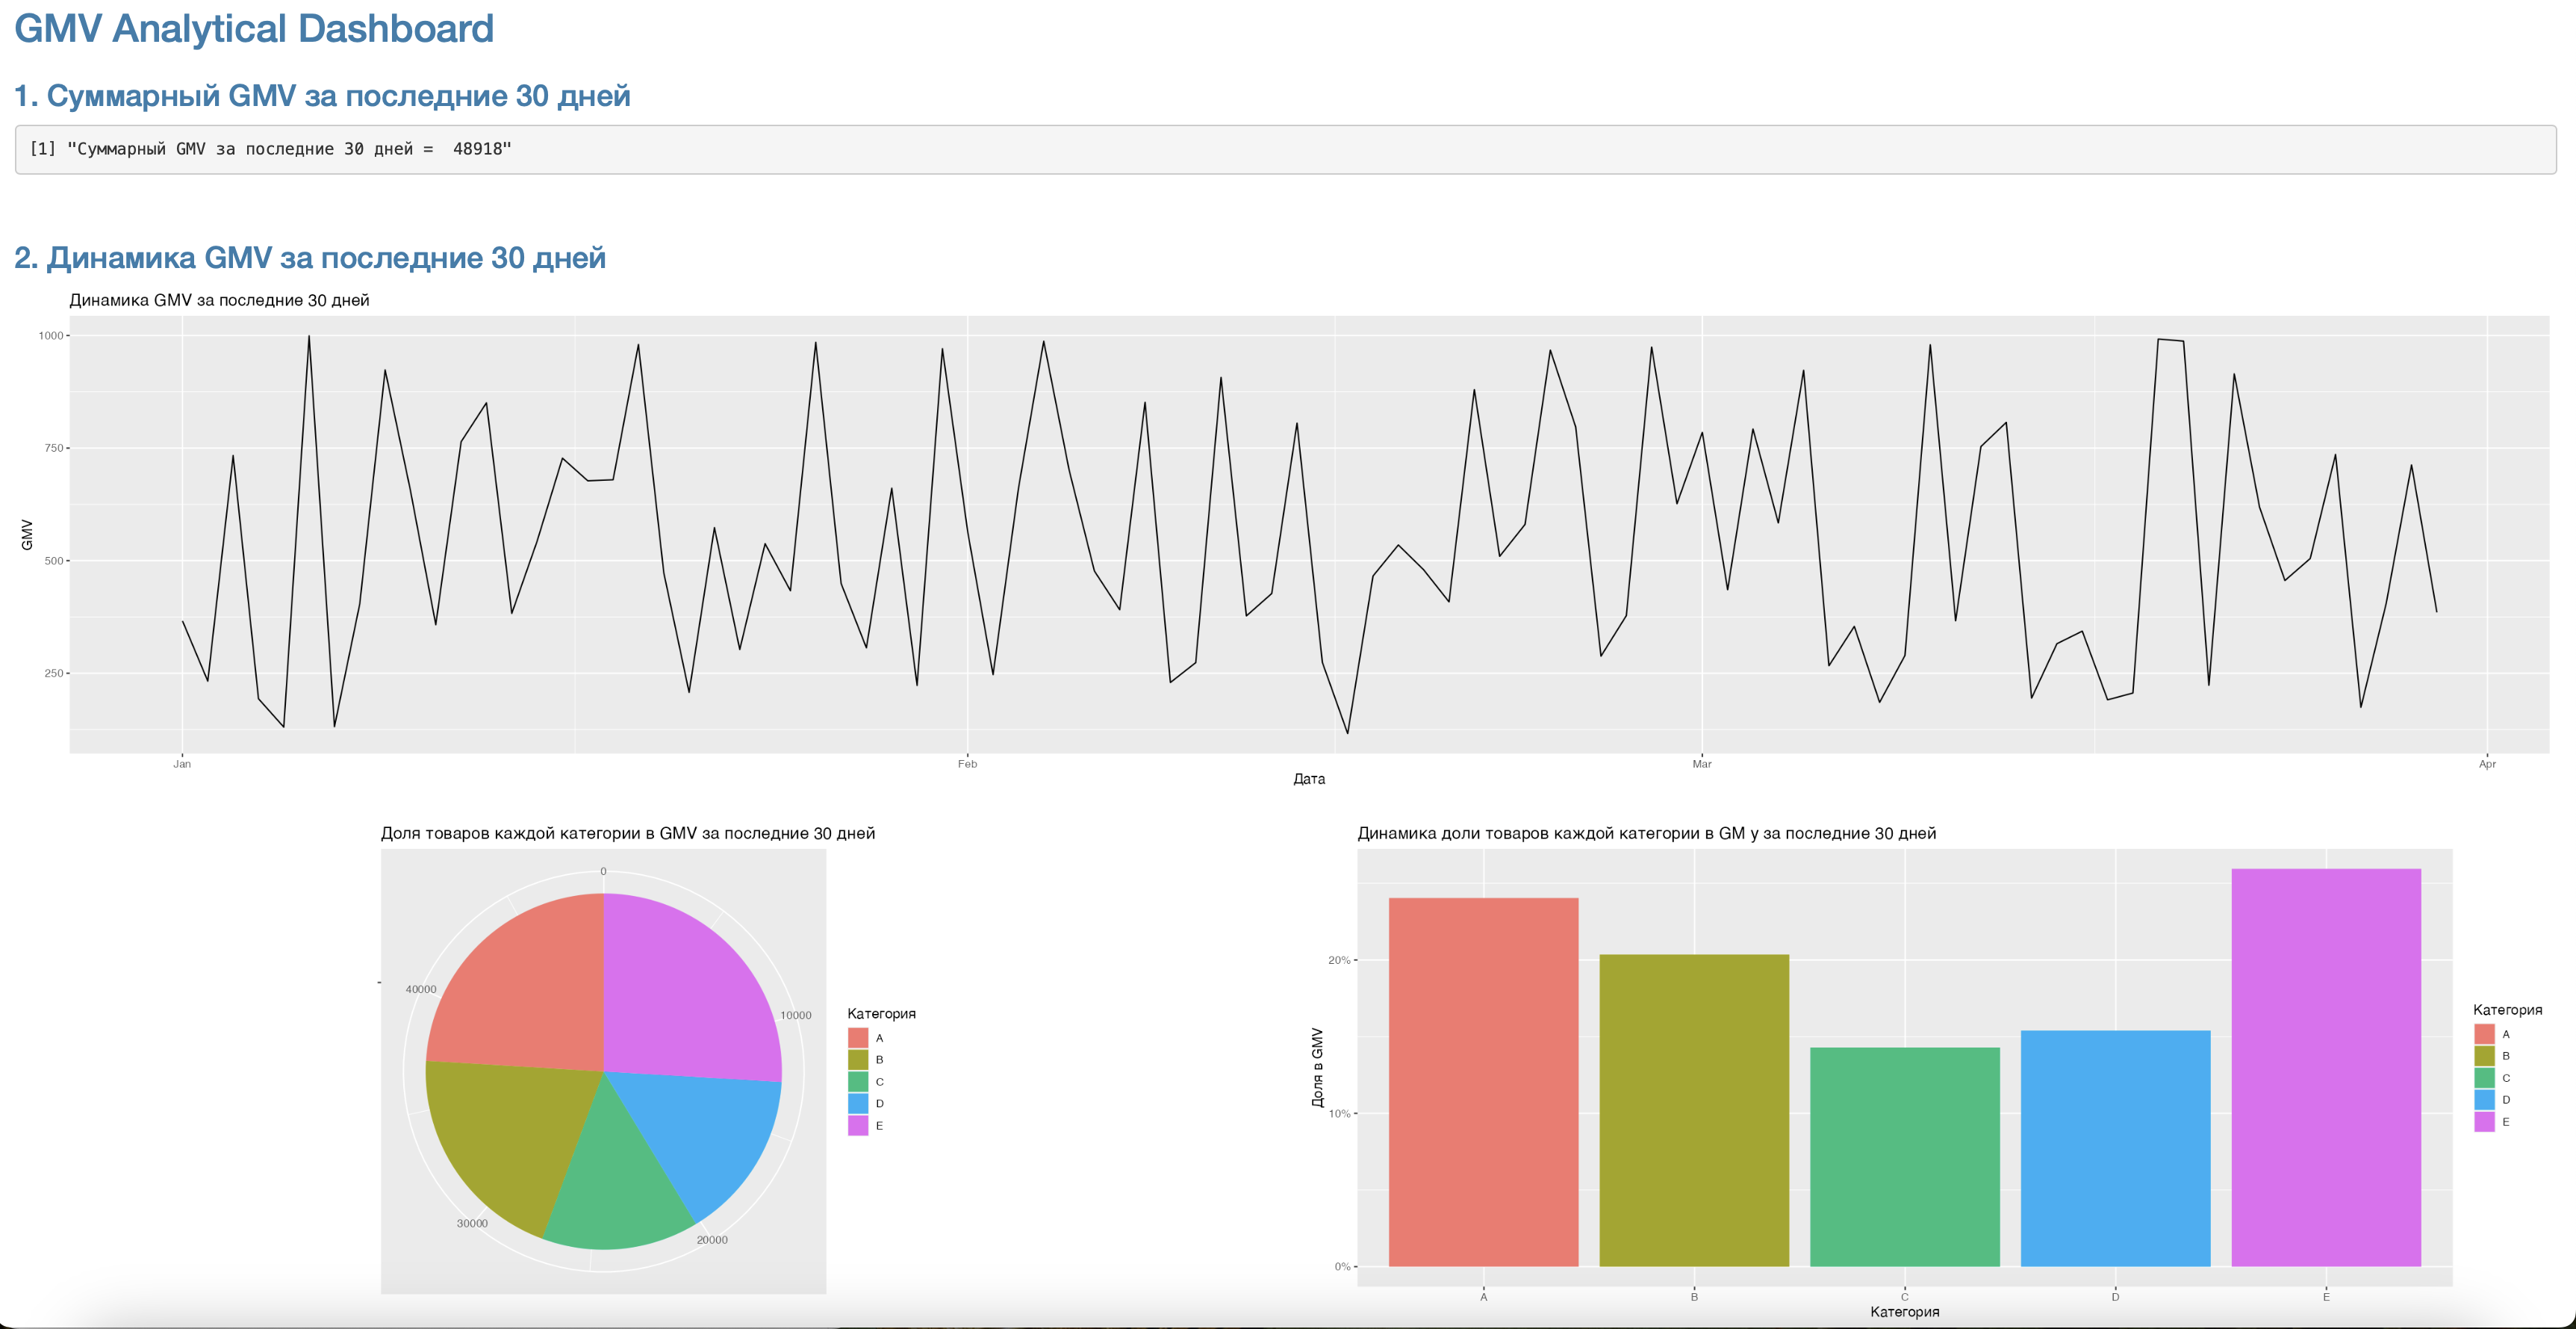 GMV Analytical Dashboard
1. Суммарный GMV за последние 30 дней
[1] "Суммарный GMV за последние 30 дней =  48918"
2. Динамика GMV за последние 30 дней
Динамика GMV за последние 30 дней
1000
750
500
250
GMV
Jan
Feb
Mar
Apr
Дата
Доля товаров каждой категории в GMV за последние 30 дней
0
10000
20000
30000
40000
Категория
A
B
C
D
E
Динамика доли товаров каждой категории в GM у за последние 30 дней
20%
10%
0%
Доля в GMV
A
B
C
D
E
Категория
Категория
A
B
C
D
E